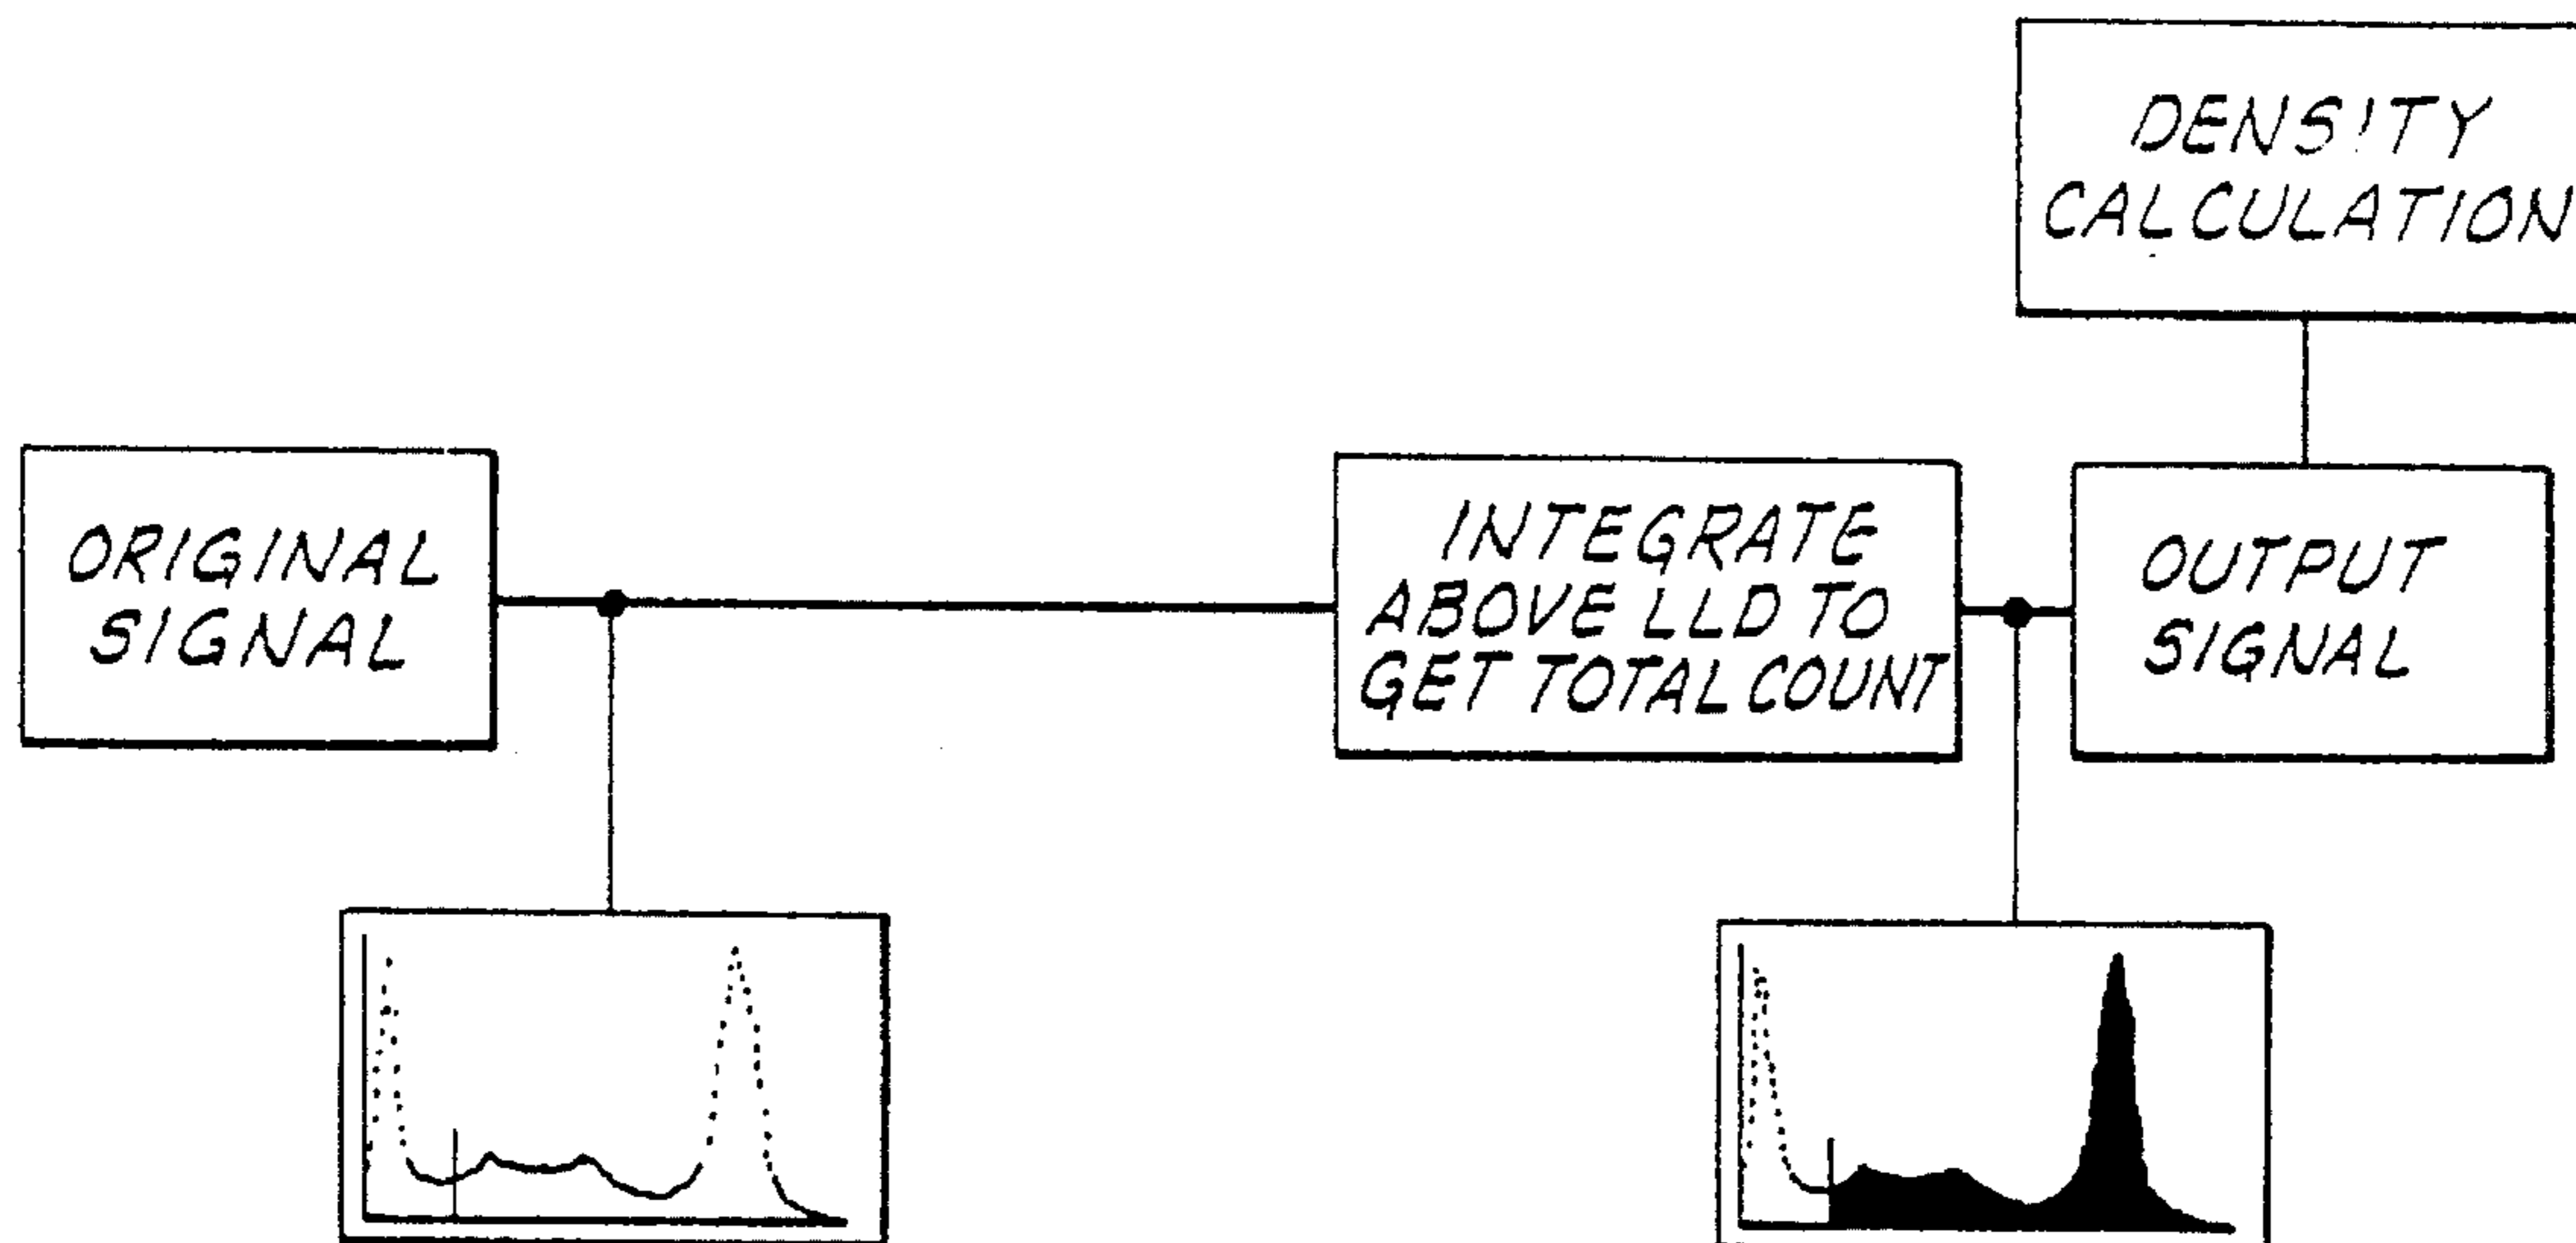 DENSITY
CALCULATION
ORIGINAL
SIGNAL
INTEGRATE
ABOVE LLD TO
GET TOTAL COUNT
OUTPUT
SIGNAL